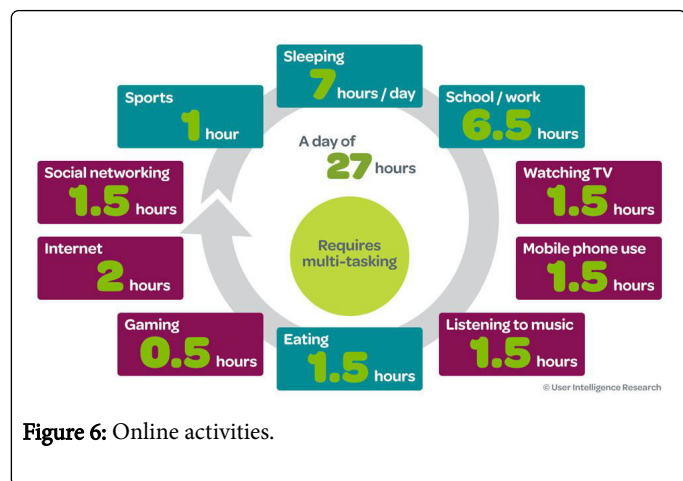 Sleeping
7 hours / day
Sports
1 hour
School / work
6.5 hours
A day of
27 hours
Social networking
1.5 hours
Watching TV
1.5 hours
Internet
2 hours
Requires
multi-tasking
Mobile phone use
1.5 hours
Gaming
0.5 hours
Eating
1.5 hours
Listening to music
1.5 hours
© User Intelligence Research
Figure 6: Online activities.